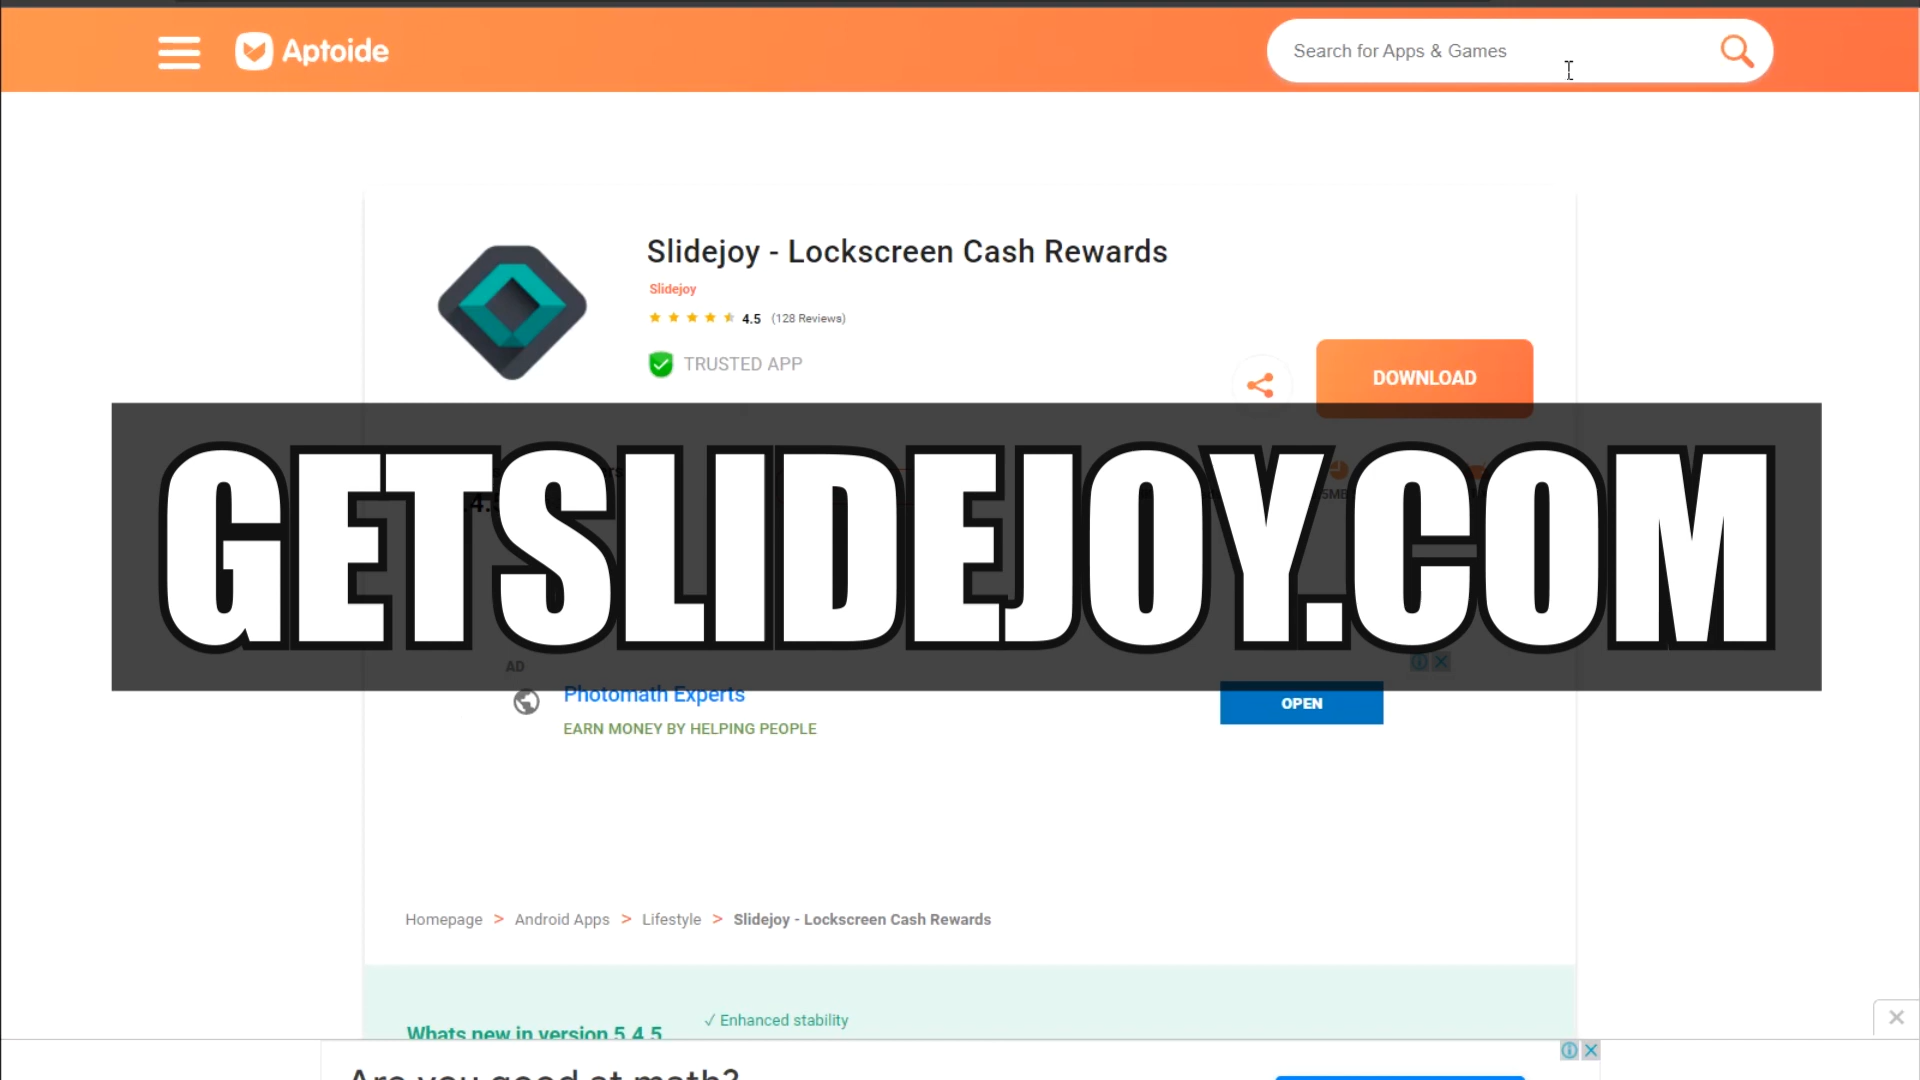 Aptoide
Search for Apps & Games
Slidejoy - Lockscreen Cash Rewards
Slidejoy
4.5 (128 Reviews)
TRUSTED APP
DOWNLOAD
GETSLIDEJOY.COM
AD
Photomath Experts
OPEN
EARN MONEY BY HELPING PEOPLE
Homepage > Android Apps > Lifestyle > Slidejoy - Lockscreen Cash Rewards
✓ Enhanced stability
Whats new in version 5.4.5
Are you good at math?